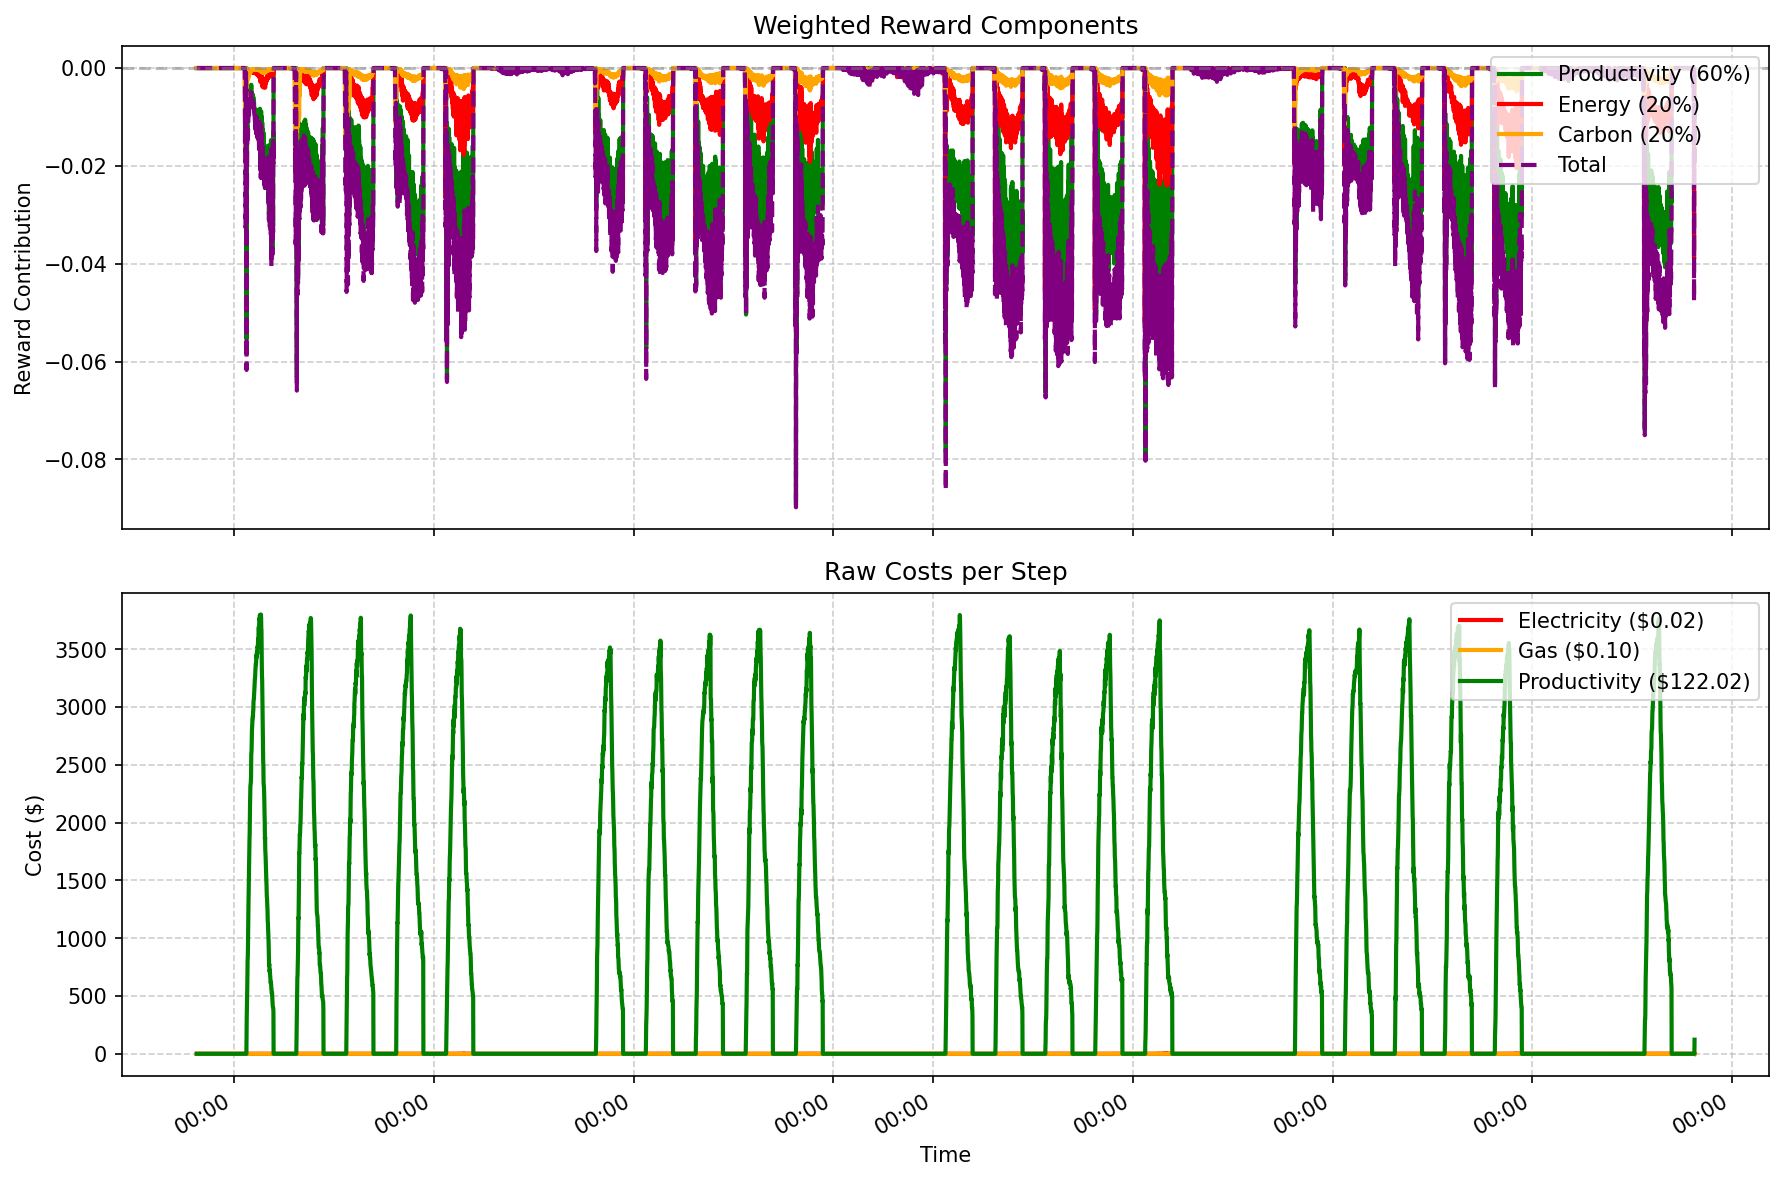 Weighted Reward Components
0.00
−0.02
−0.04
−0.06
−0.08
Reward Contribution
Productivity (60%)
Energy (20%)
Carbon (20%)
Total
Raw Costs per Step
3500
3000
2500
2000
1500
1000
500
0
Cost ($)
Electricity ($0.02)
Gas ($0.10)
Productivity ($122.02)
00:00 00:00 00:00 00:00 00:00 00:00 00:00 00:00 00:00
Time